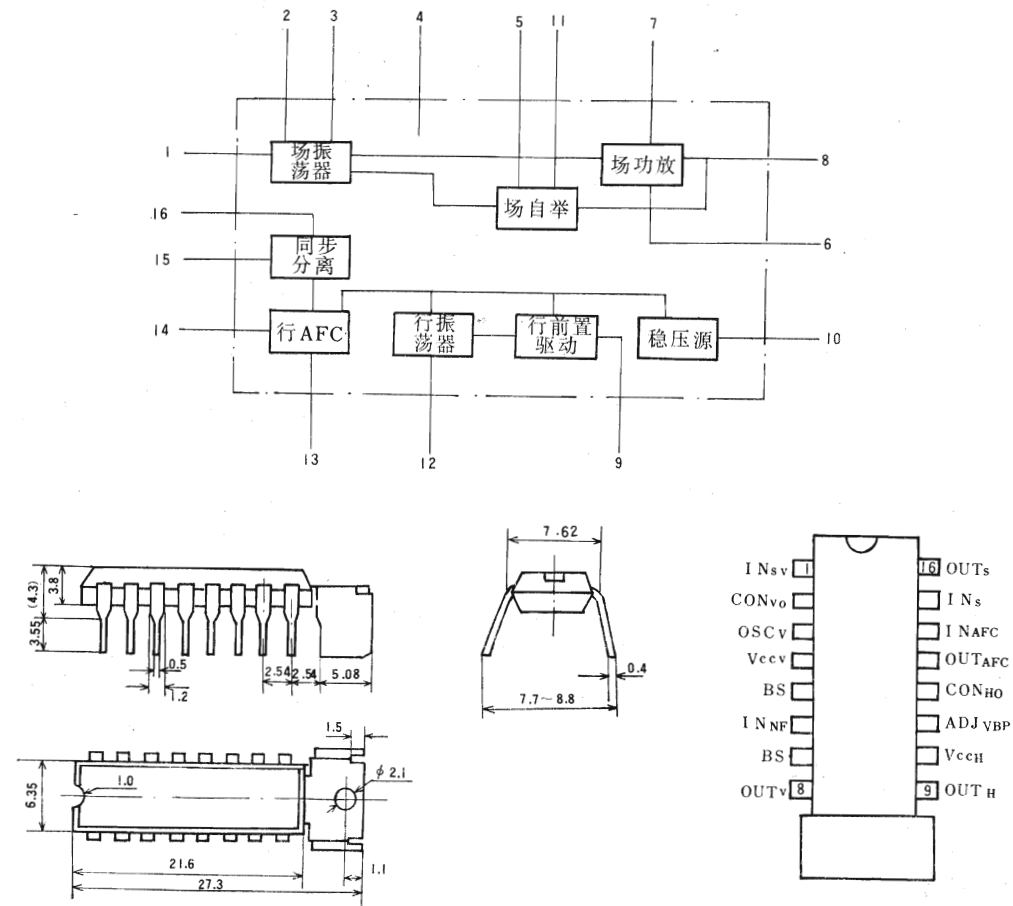 2 3 4 5 11 7
1 场振荡器 场功放 8
场自举
16
同步分离 6
15
14 行AFC 行振荡器 行前置驱动 稳压源 10
13 12 9
3.55 (4.3) 3.8
0.5
1.2
2.54 2.54 5.08
7.62
0.4
7.7～8.8
1.5
φ2.1
6.35
1.0
21.6
1.1
27.3
INsv 1 16 OUTs
CONvo INs
OSCv INAFC
Vccv OUTAFC
BS CONHO
INNF ADJVBP
BS VccH
OUTv 8 9 OUTH